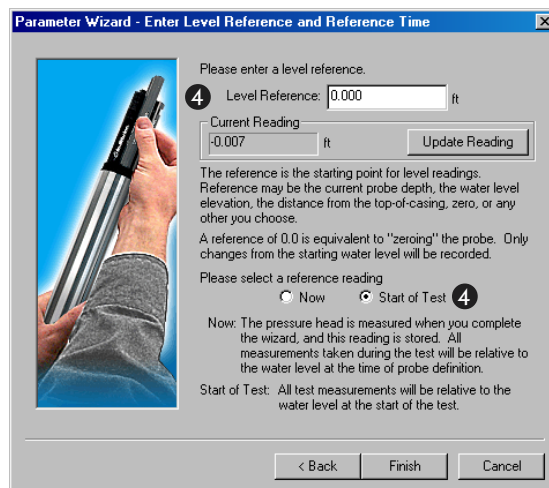 Parameter Wizard - Enter Level Reference and Reference Time
Please enter a level reference.
4 Level Reference: 0.000 ft
Current Reading
-0.007 ft Update Reading
The reference is the starting point for level readings.
Reference may be the current probe depth, the water level
elevation, the distance from the top-of-casing, zero, or any
other you choose.
A reference of 0.0 is equivalent to "zeroing" the probe. Only
changes from the starting water level will be recorded.
Please select a reference reading
Now Start of Test 4
Now: The pressure head is measured when you complete
the wizard, and this reading is stored. All
measurements taken during the test will be relative to
the water level at the time of probe definition.
Start of Test: All test measurements will be relative to the
water level at the start of the test.
< Back Finish Cancel